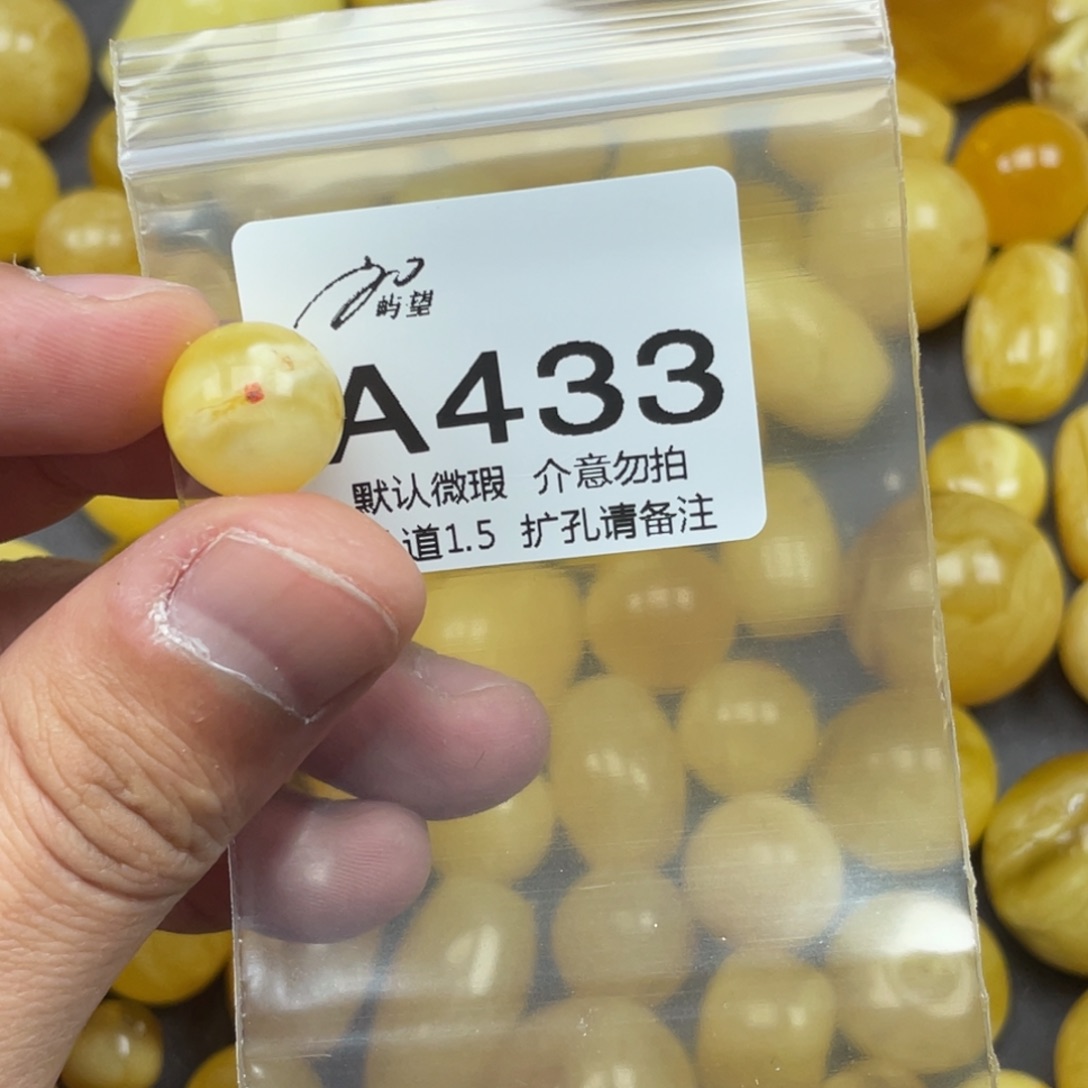 屿望
A433
默认微瑕 介意勿拍
道1.5 扩孔请备注